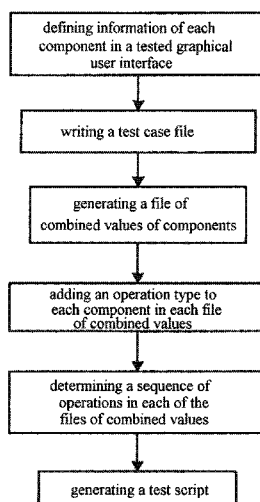 defining information of each
component in a tested graphical
user interface
writing a test case file
generating a file of
combined values of components
adding an operation type to
each component in each file
of combined values
determining a sequence of
operations in each of the
files of combined values
generating a test script